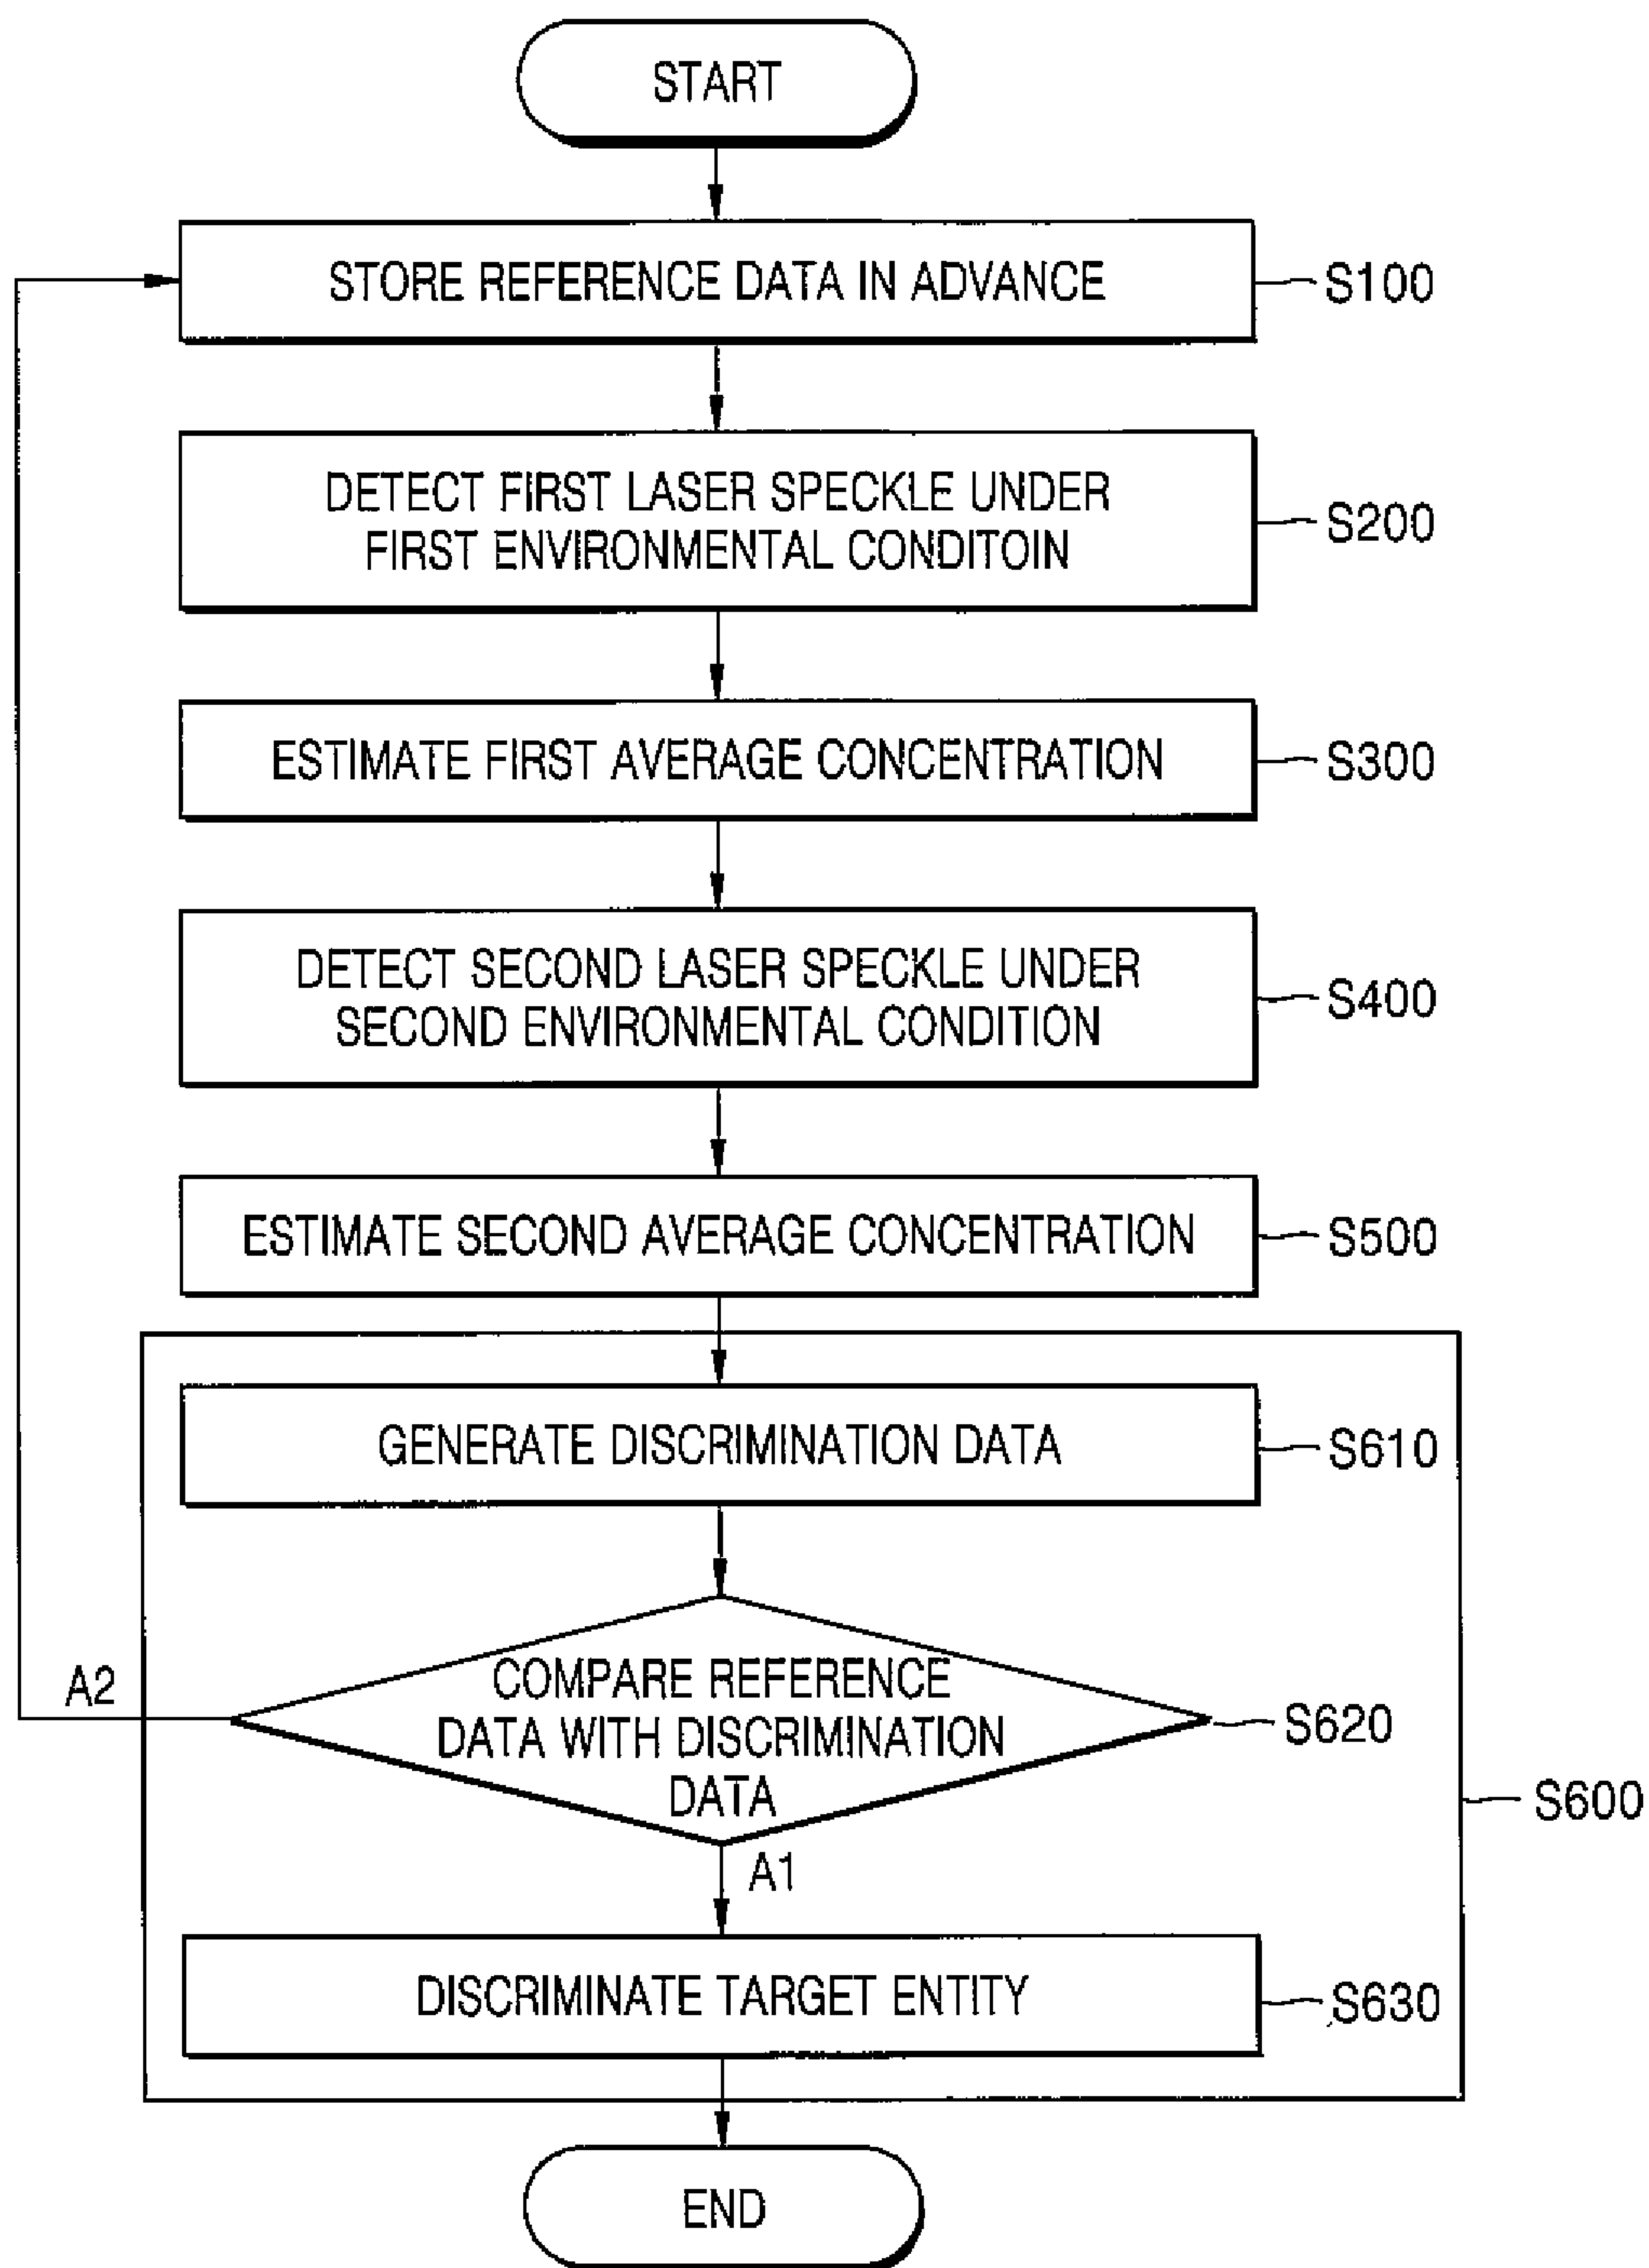 START
STORE REFERENCE DATA IN ADVANCE
S100
DETECT FIRST LASER SPECKLE UNDER
FIRST ENVIRONMENTAL CONDITOIN
S200
ESTIMATE FIRST AVERAGE CONCENTRATION
S300
DETECT SECOND LASER SPECKLE UNDER
SECOND ENVIRONMENTAL CONDITION
S400
ESTIMATE SECOND AVERAGE CONCENTRATION
S500
GENERATE DISCRIMINATION DATA
S610
A2
COMPARE REFERENCE
DATA WITH DISCRIMINATION
DATA
S620
S600
A1
DISCRIMINATE TARGET ENTITY
S630
END